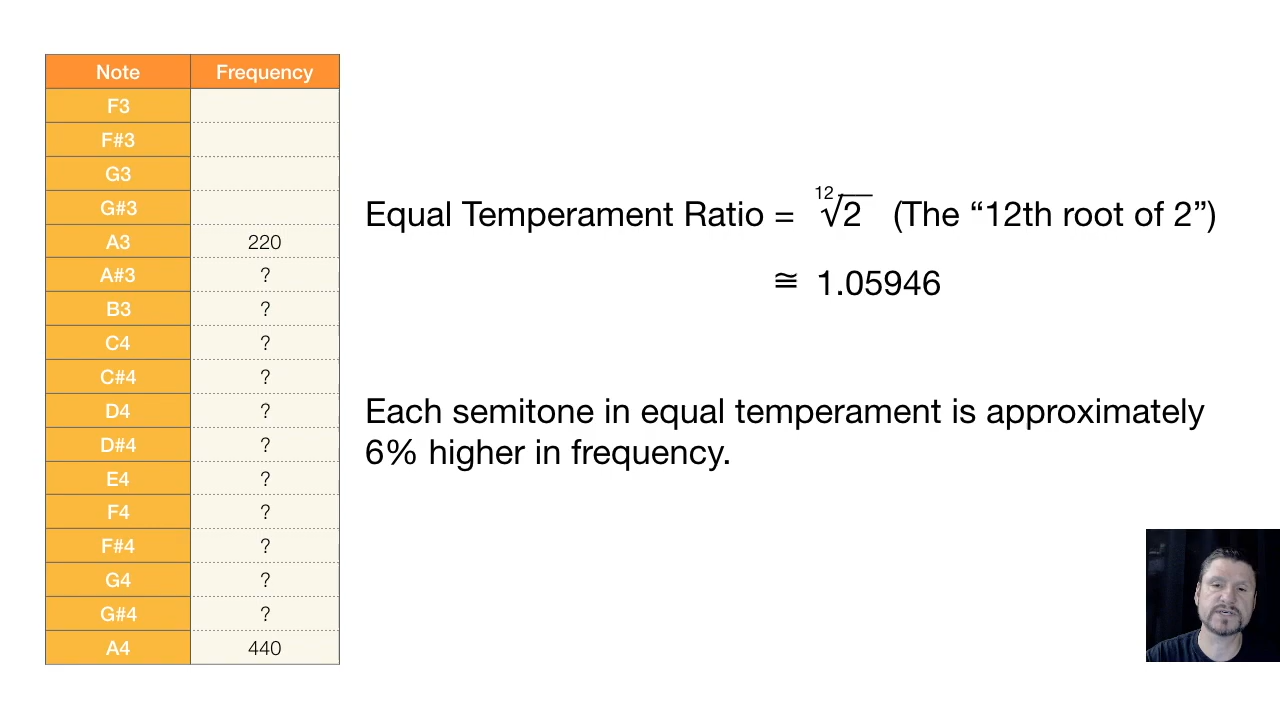 Note Frequency
F3
F#3
G3
G#3
A3 220
A#3 ?
B3 ?
C4 ?
C#4 ?
D4 ?
D#4 ?
E4 ?
F4 ?
F#4 ?
G4 ?
G#4 ?
A4 440
Equal Temperament Ratio = 12√2 (The “12th root of 2”)
≅ 1.05946
Each semitone in equal temperament is approximately
6% higher in frequency.